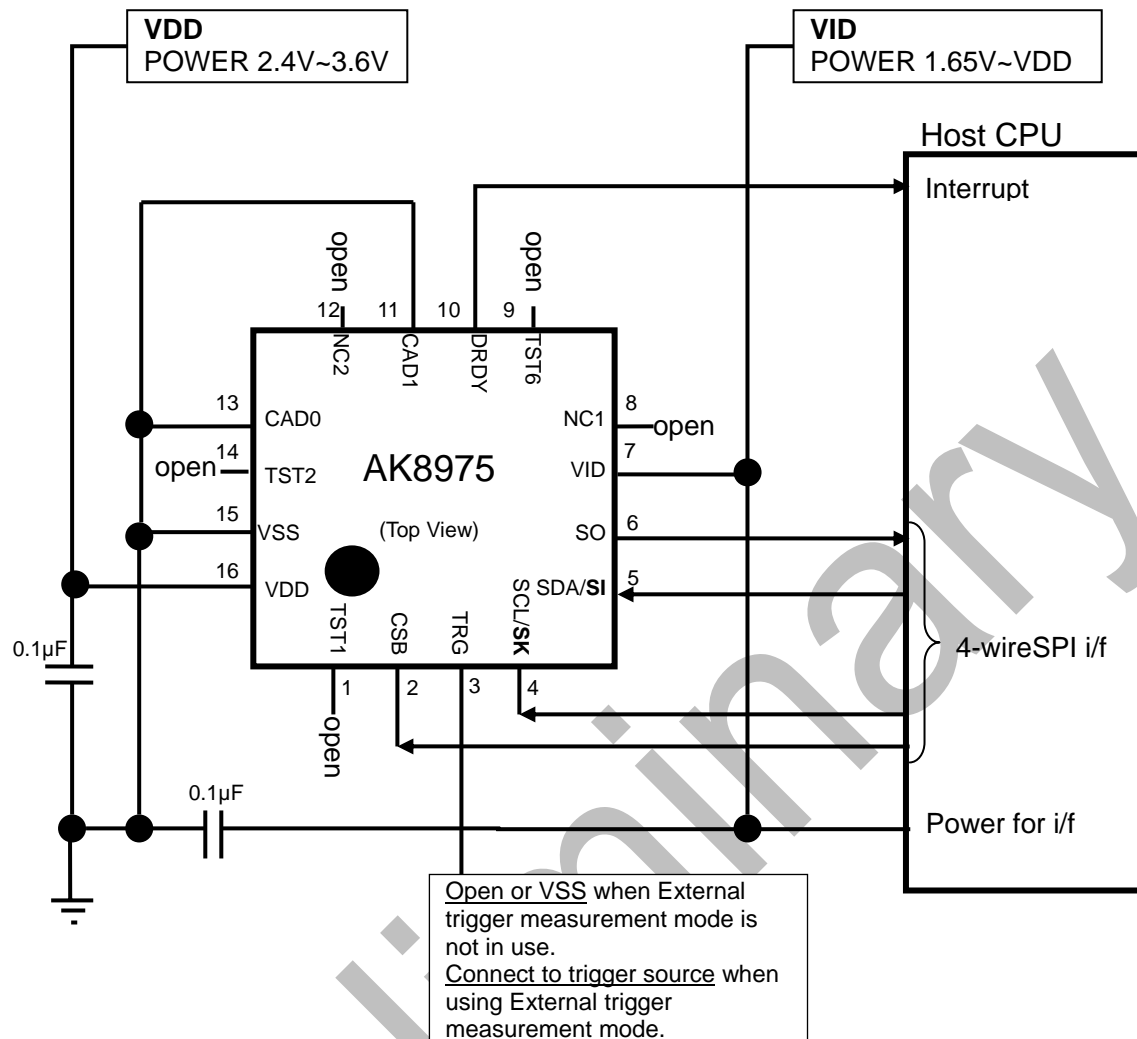 VDD
POWER 2.4V~3.6V
VID
POWER 1.65V~VDD
Host CPU
Interrupt
open
open
12
11
10
9
NC2
CAD1
DRDY
TST6
13
CAD0
NC1
8
open
open
14
TST2
AK8975
VID
7
15
VSS
(Top View)
SO
6
16
VDD
SDA/SI
5
TST1
CSB
TRG
SCL/SK
0.1µF
4-wireSPI i/f
1
2
3
4
open
0.1µF
Power for i/f
Open or VSS when External
trigger measurement mode is
not in use.
Connect to trigger source when
using External trigger
measurement mode.
liminary